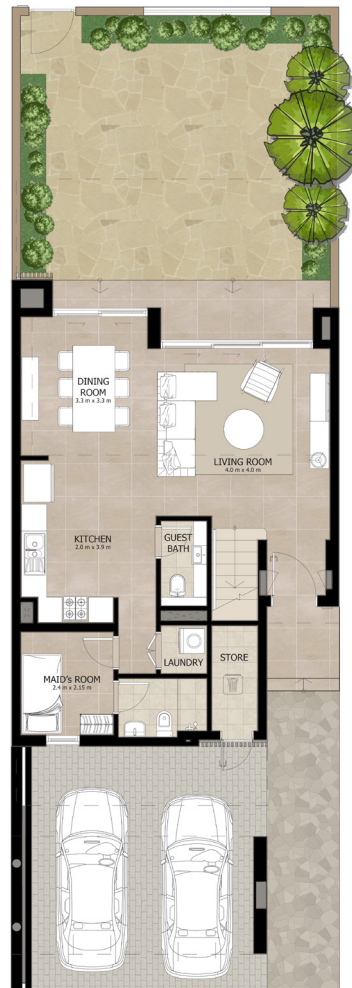 DINING
ROOM
3.3 m x 3.3 m
LIVING ROOM
4.0 m x 4.0 m
KITCHEN
2.0 m x 3.9 m
GUEST
BATH
LAUNDRY
STORE
MAID's ROOM
2.4 m x 2.15 m